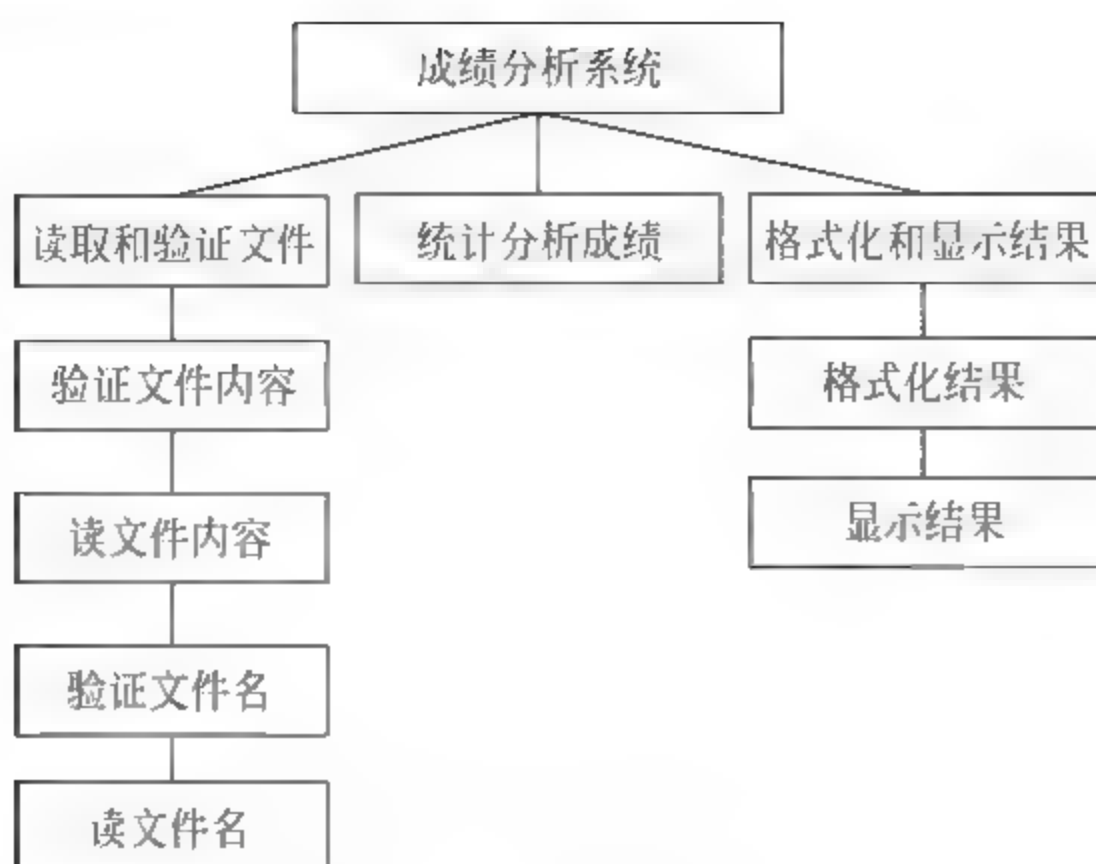 成绩分析系统
读取和验证文件
统计分析成绩
格式化和显示结果
验证文件内容
格式化结果
读文件内容
显示结果
验证文件名
读文件名